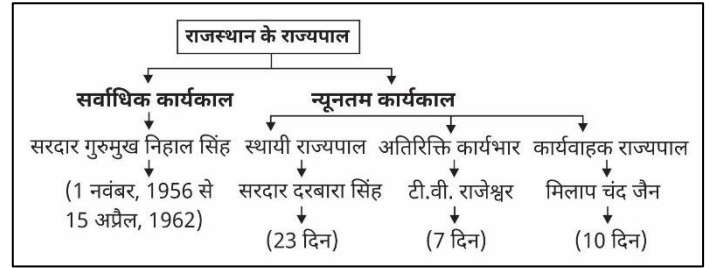 राजस्थान के राज्यपाल
सर्वाधिक कार्यकाल न्यूनतम कार्यकाल
सरदार गुरुमुख निहाल सिंह स्थायी राज्यपाल अतिरिक्ति कार्यभार कार्यवाहक राज्यपाल
(1 नवंबर, 1956 से सरदार दरबारा सिंह टी.वी. राजेश्वर मिलाप चंद जैन
15 अप्रैल, 1962)
(23 दिन) (7 दिन) (10 दिन)